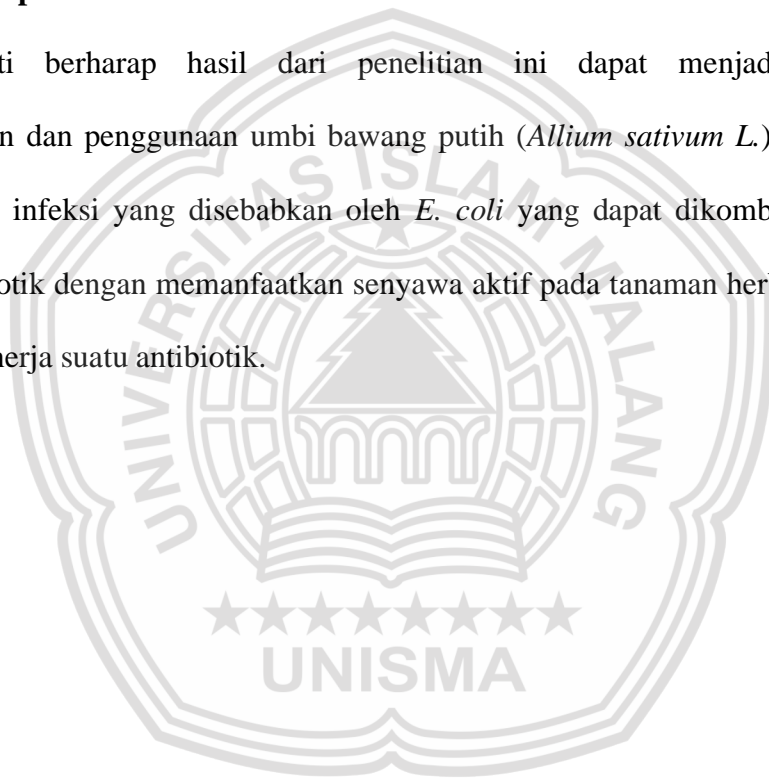 ti berharap hasil dari penelitian ini dapat menjad
n dan penggunaan umbi bawang putih (Allium sativum L.)
infeksi yang disebabkan oleh E. coli yang dapat dikomb
otik dengan memanfaatkan senyawa aktif pada tanaman her
nerja suatu antibiotik.
UNIVERSITAS ISLAM MALANG
UNISMA